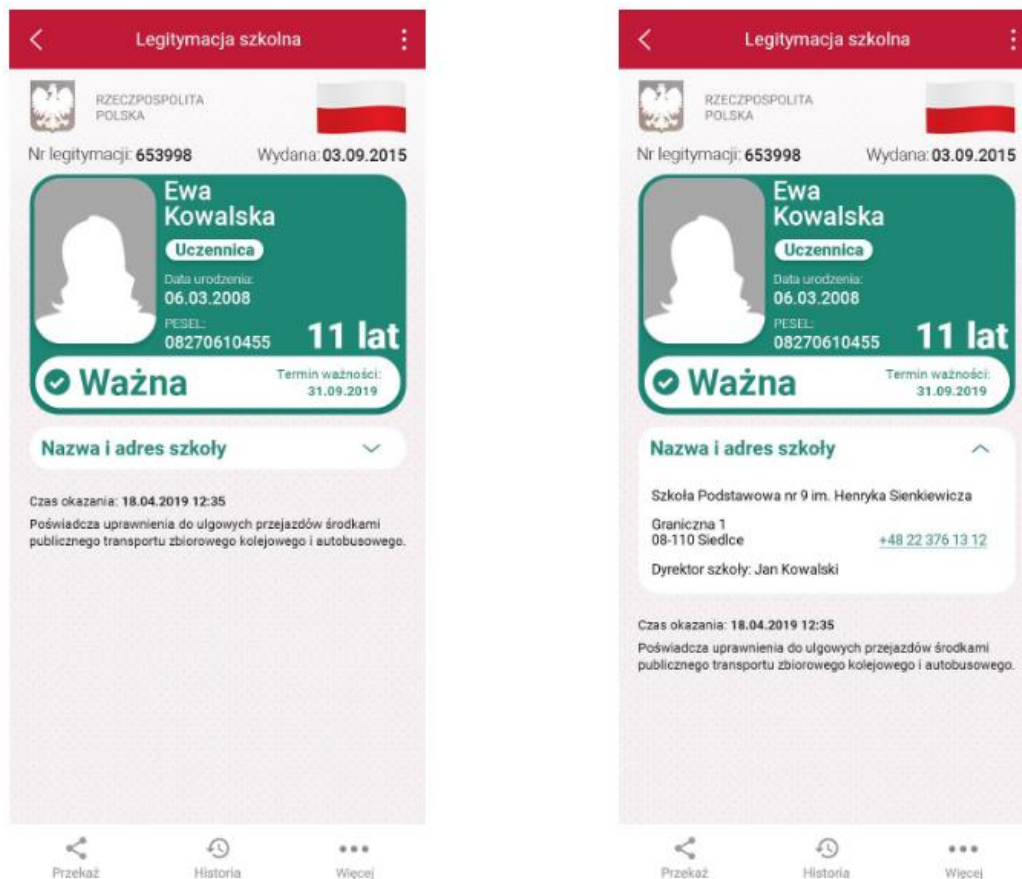 Legitymacja szkolna
RZECZPOSPOLITA
POLSKA
Nr legitymacji: 653998 Wydana: 03.09.2015
Ewa
Kowalska
Uczennica
Data urodzenia:
06.03.2008
PESEL:
08270610455
11 lat
Ważna
Termin ważności:
31.09.2019
Nazwa i adres szkoły
Czas okazania: 18.04.2019 12:35
Poświadcza uprawnienia do ulgowych przejazdów środkami
publicznego transportu zbiorowego kolejowego i autobusowego.
Przekaż Historia Więcej
Legitymacja szkolna
RZECZPOSPOLITA
POLSKA
Nr legitymacji: 653998 Wydana: 03.09.2015
Ewa
Kowalska
Uczennica
Data urodzenia:
06.03.2008
PESEL:
08270610455
11 lat
Ważna
Termin ważności:
31.09.2019
Nazwa i adres szkoły
Szkoła Podstawowa nr 9 im. Henryka Sienkiewicza
Graniczna 1
08-110 Siedlce +48 22 376 13 12
Dyrektor szkoły: Jan Kowalski
Czas okazania: 18.04.2019 12:35
Poświadcza uprawnienia do ulgowych przejazdów środkami
publicznego transportu zbiorowego kolejowego i autobusowego.
Przekaż Historia Więcej